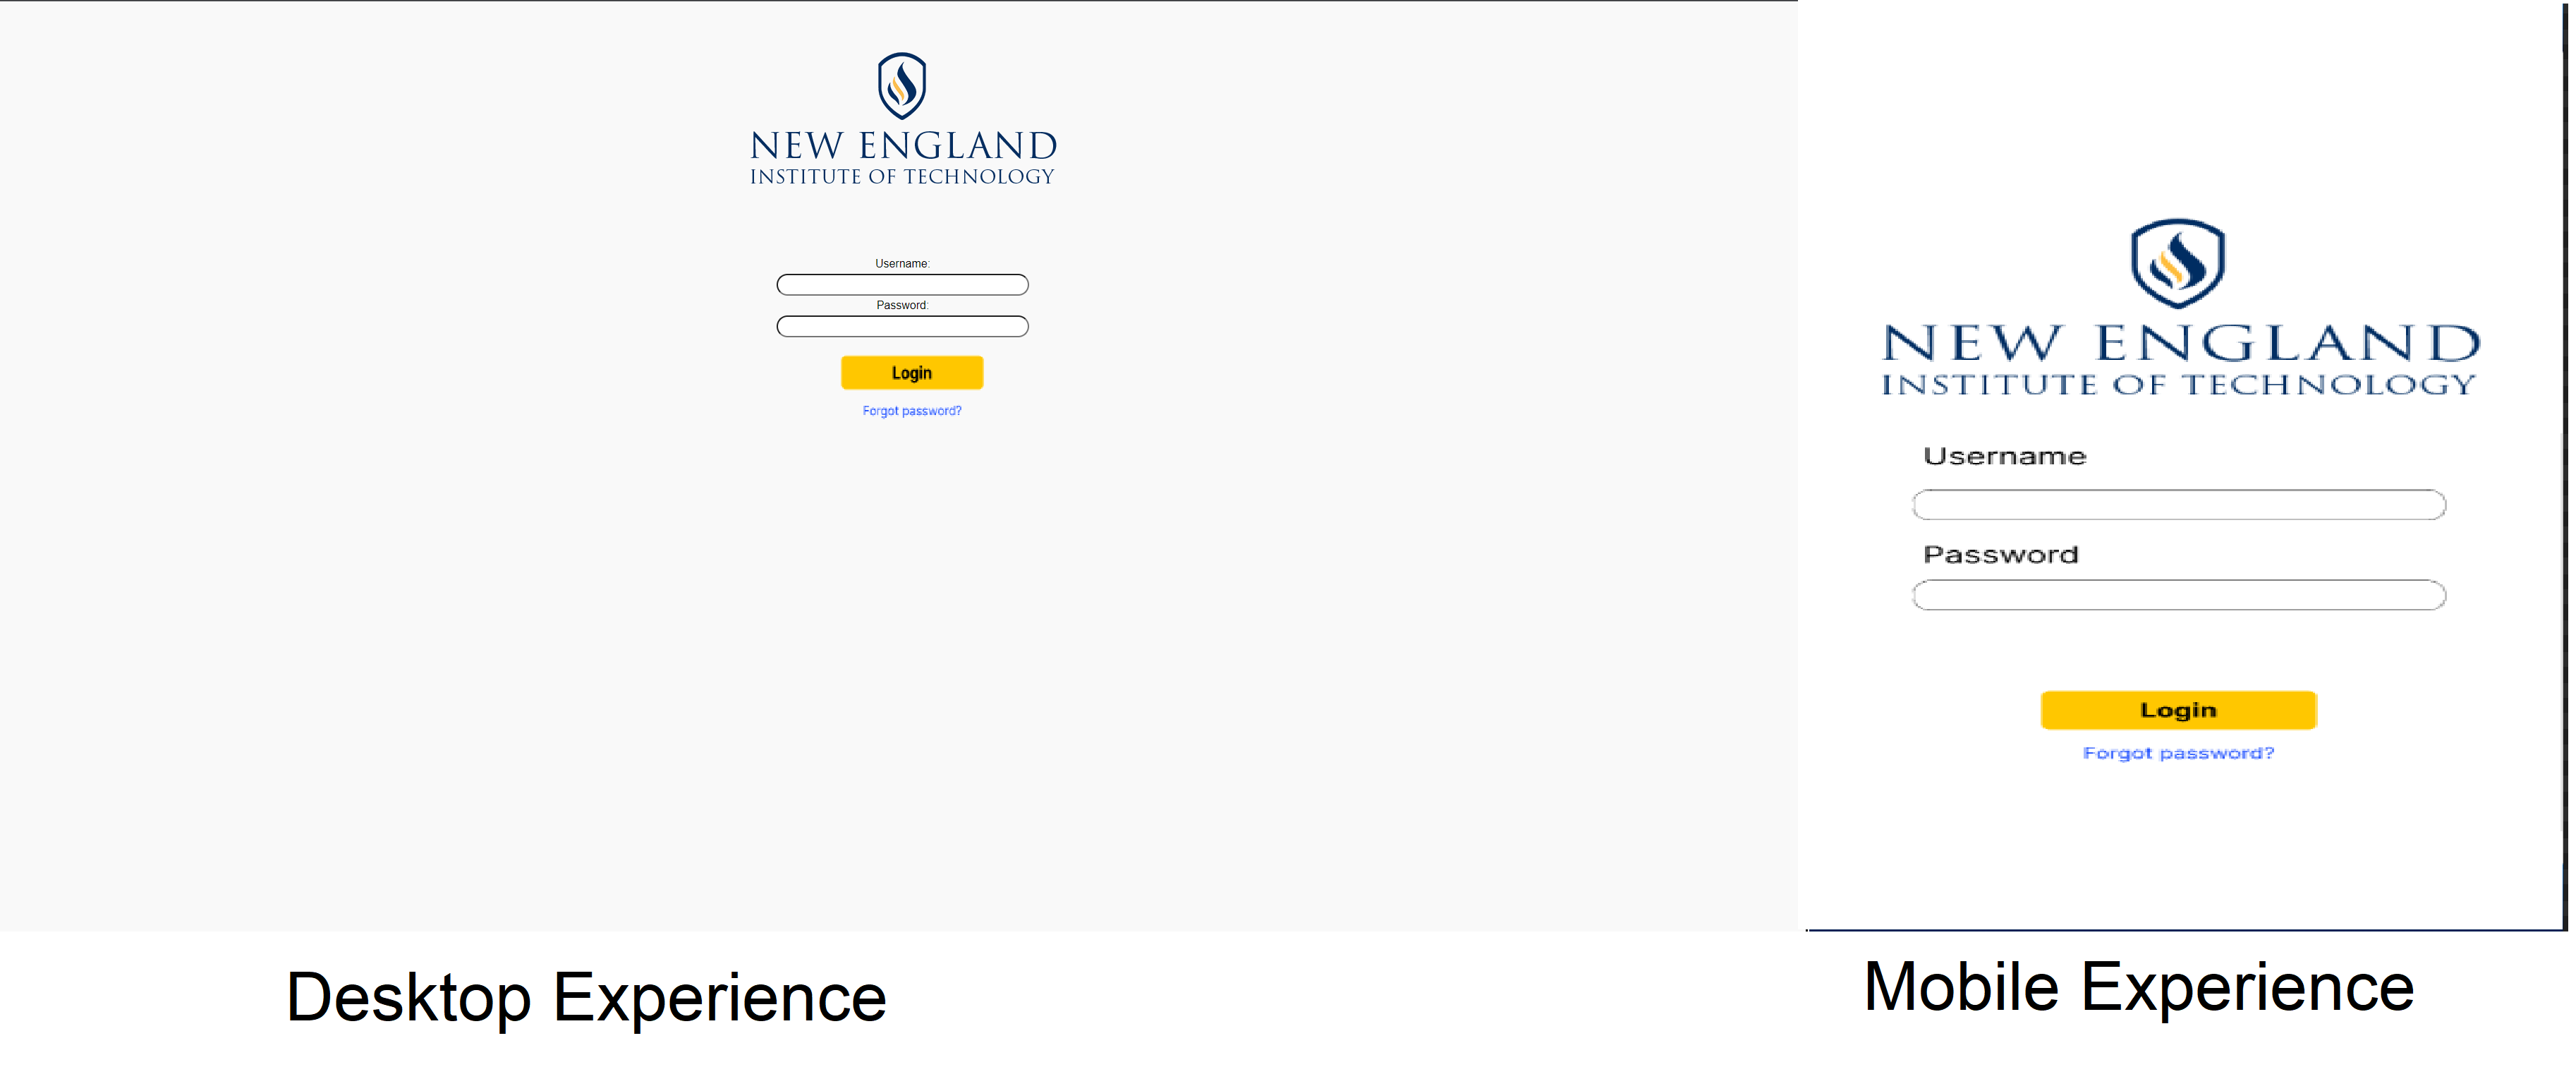 NEW ENGLAND
INSTITUTE OF TECHNOLOGY
Username:
Password:
Login
Forgot password?
Desktop Experience
NEW ENGLAND
INSTITUTE OF TECHNOLOGY
Username
Password
Login
Forgot password?
Mobile Experience